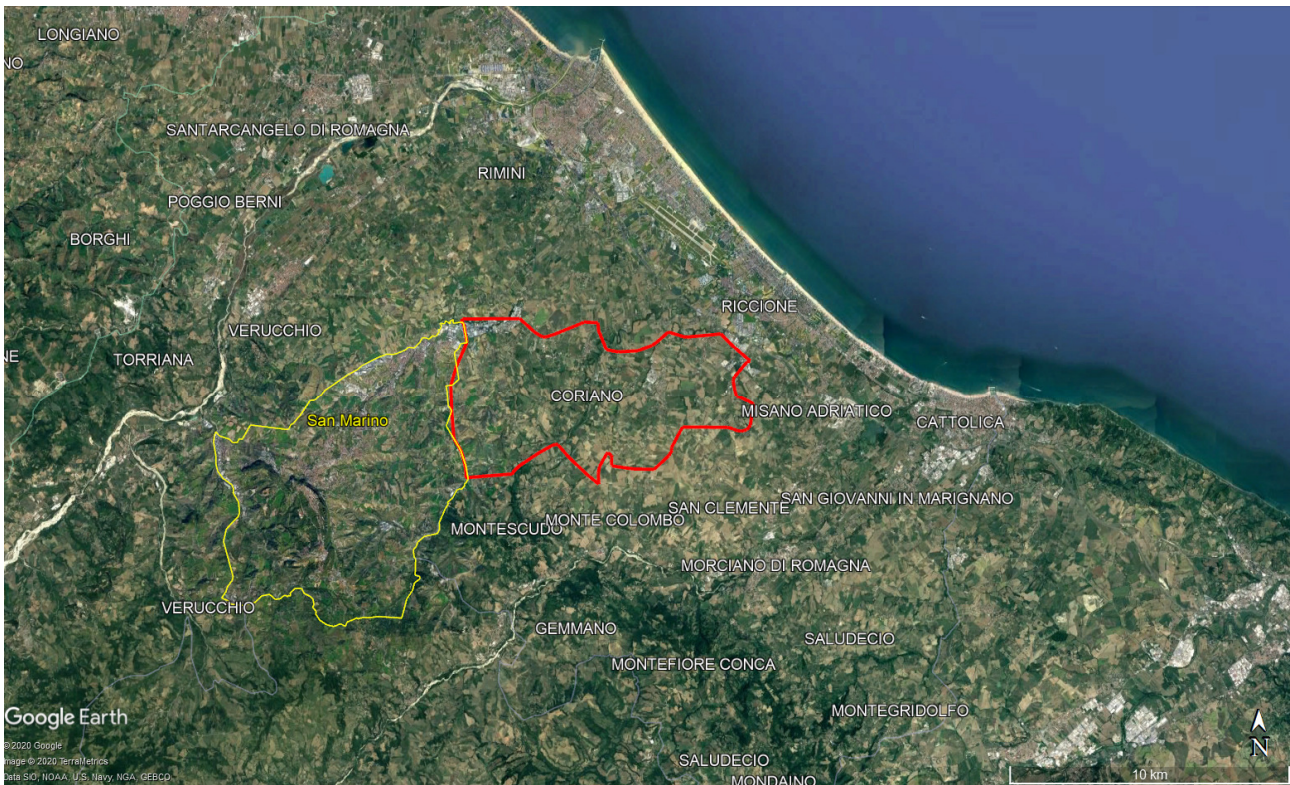 LONGIANO
NO
SANTARCANGELO DI ROMAGNA
RIMINI
POGGIO BERNI
BORGHI
RICCIONE
VERUCCHIO
NE
TORRIANA
CORIANO
San Marino
MISANO ADRIATICO
CATTOLICA
SAN GIOVANNI IN MARIGNANO
SAN CLEMENTE
MONTE COLOMBO
MONTESCUDO
MORCIANO DI ROMAGNA
VERUCCHIO
GEMMANO
SALUDECIO
MONTEFIORE CONCA
MONTEGRIDOLFO
Google Earth
N
©2020 Google
Image © 2020 TerraMetrics
Data SIO, NOAA, U.S. Navy, NGA, GEBCO
SALUDECIO
MONDAINO
10 km